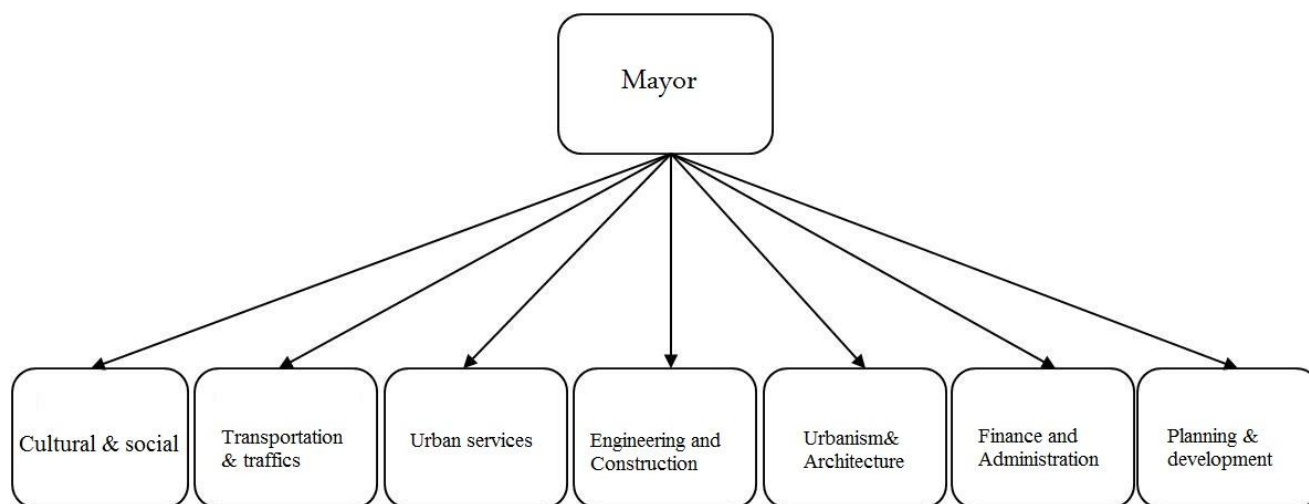 Mayor
Cultural & social
Transportation
& traffics
Urban services
Engineering and
Construction
Urbanism&
Architecture
Finance and
Administration
Planning &
development